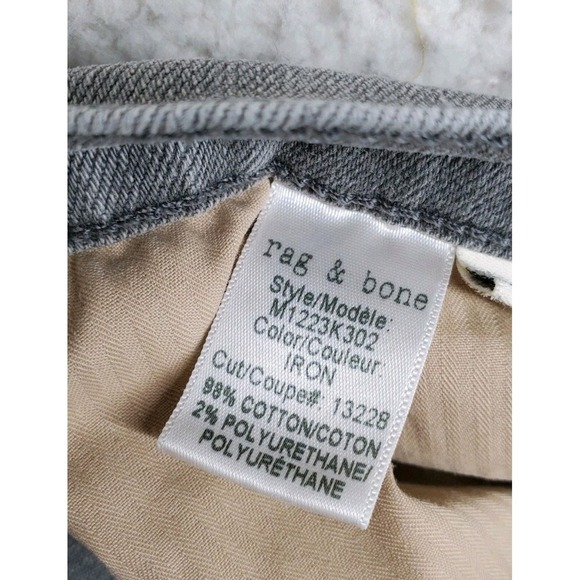 rag & bone
Style/Modèle:
M1223K302
Color/Couleur:
IRON
Cut/Coupe#: 13228
98% COTTON/COTON
2% POLYURETHANE/
POLYURÉTHANE